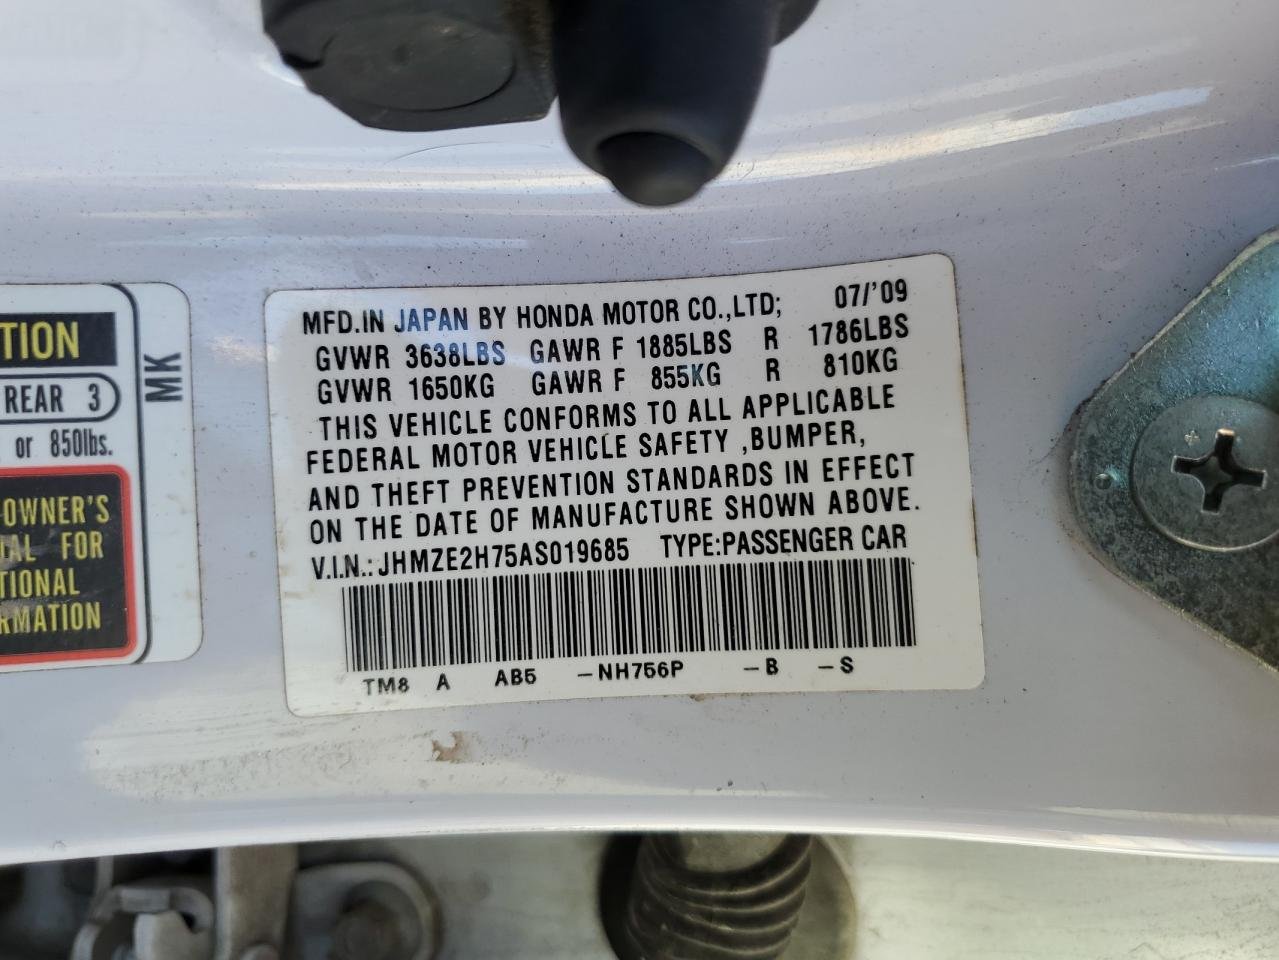 TION
REAR 3
or 850lbs.
-OWNER'S
FOR
MATION
MK
MFD.IN JAPAN BY HONDA MOTOR CO.,LTD; 07/'09
GVWR 3638LBS GAWR F 1885LBS R 1786LBS
GVWR 1650KG GAWR F 855KG R 810KG
THIS VEHICLE CONFORMS TO ALL APPLICABLE
FEDERAL MOTOR VEHICLE SAFETY ,BUMPER,
AND THEFT PREVENTION STANDARDS IN EFFECT
ON THE DATE OF MANUFACTURE SHOWN ABOVE.
V.I.N.: JHMZE2H75AS019685 TYPE:PASSENGER CAR
TM8 A AB5 -NH756P -B -S